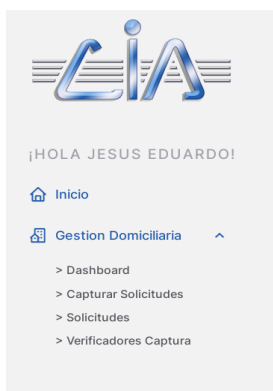 CIA
¡HOLA JESUS EDUARDO!
Inicio
Gestion Domiciliaria
> Dashboard
> Capturar Solicitudes
> Solicitudes
> Verificadores Captura